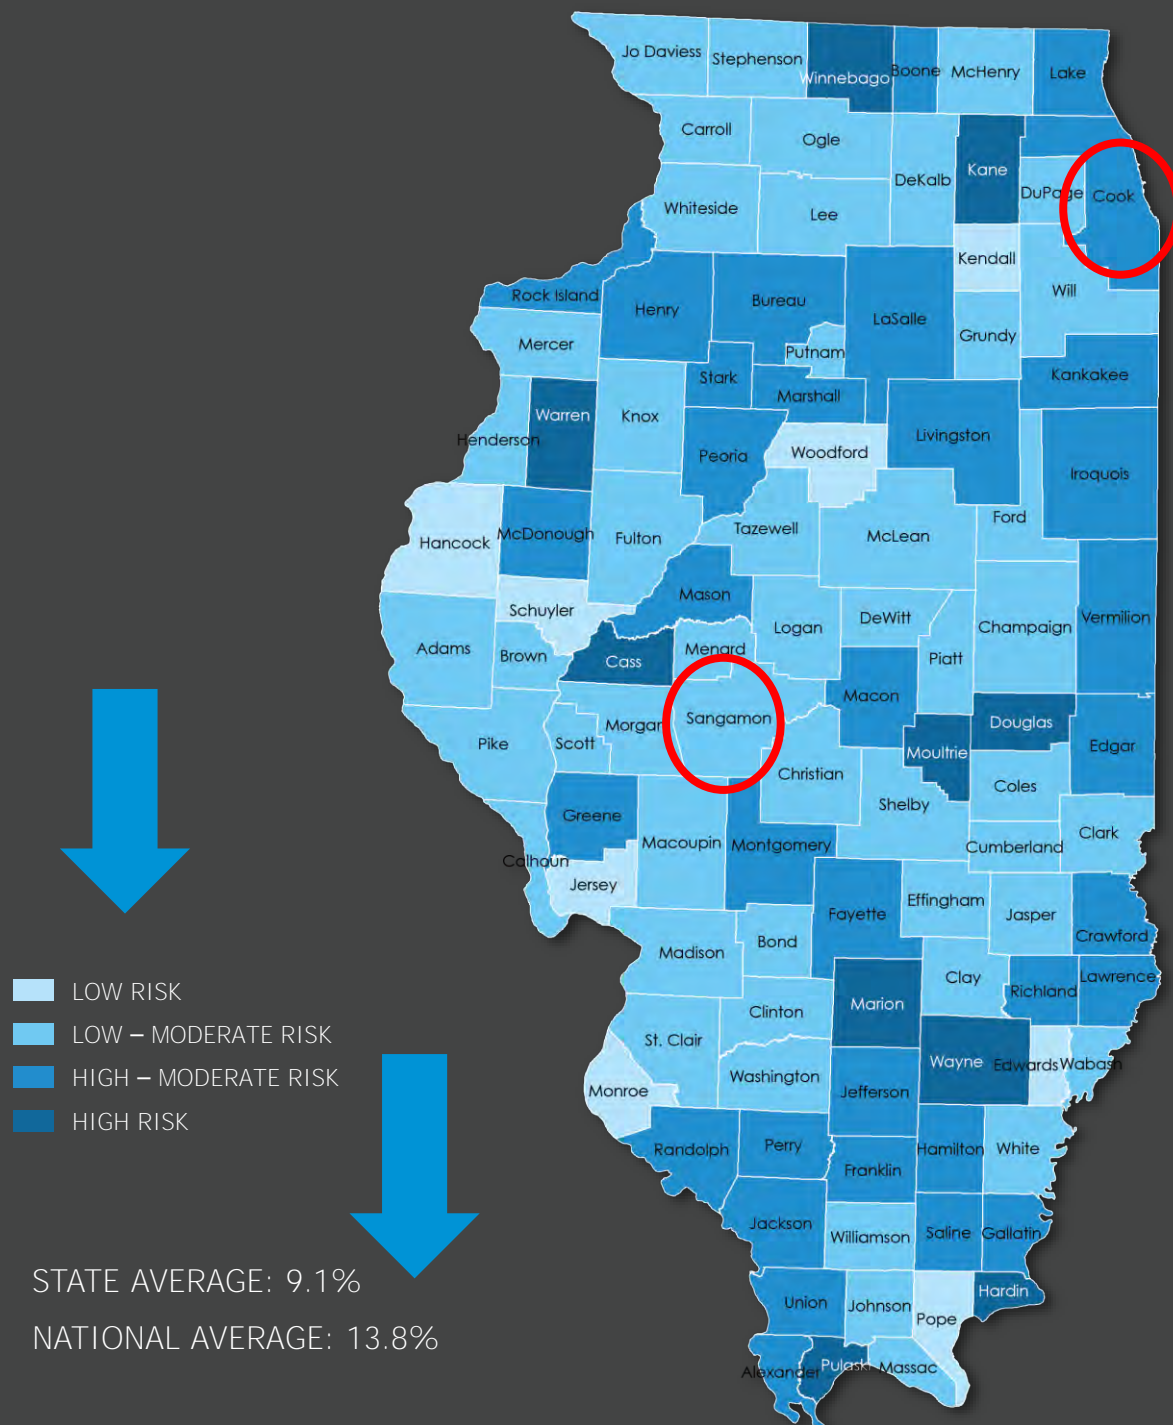 Jo Daviess
Stephenson
Winnebago
Boone
McHenry
Lake
Carroll
Ogle
DeKalb
Kane
DuPage
Cook
Whiteside
Lee
Kendall
Will
Rock Island
Henry
Bureau
LaSalle
Grundy
Mercer
Putnam
Kankakee
Stark
Marshall
Warren
Knox
Henderson
Peoria
Woodford
Livingston
Iroquois
Hancock
McDonough
Fulton
Tazewell
McLean
Ford
Mason
Schuyler
Logan
DeWitt
Champaign
Vermilion
Adams
Brown
Cass
Menard
Piatt
Macon
Sangamon
Douglas
Pike
Scott
Morgan
Moultrie
Edgar
Christian
Coles
Shelby
Greene
Macoupin
Montgomery
Cumberland
Clark
Calhoun
Jersey
Fayette
Effingham
Jasper
Crawford
Madison
Bond
Clay
Richland
Lawrence
Marion
Clinton
St. Clair
Wayne
Edwards
Wabash
Monroe
Washington
Jefferson
Randolph
Perry
Hamilton
White
Franklin
Jackson
Williamson
Saline
Gallatin
Union
Johnson
Pope
Hardin
Alexander
Pulaski
Massac
LOW RISK
LOW – MODERATE RISK
HIGH – MODERATE RISK
HIGH RISK
STATE AVERAGE: 9.1%
NATIONAL AVERAGE: 13.8%